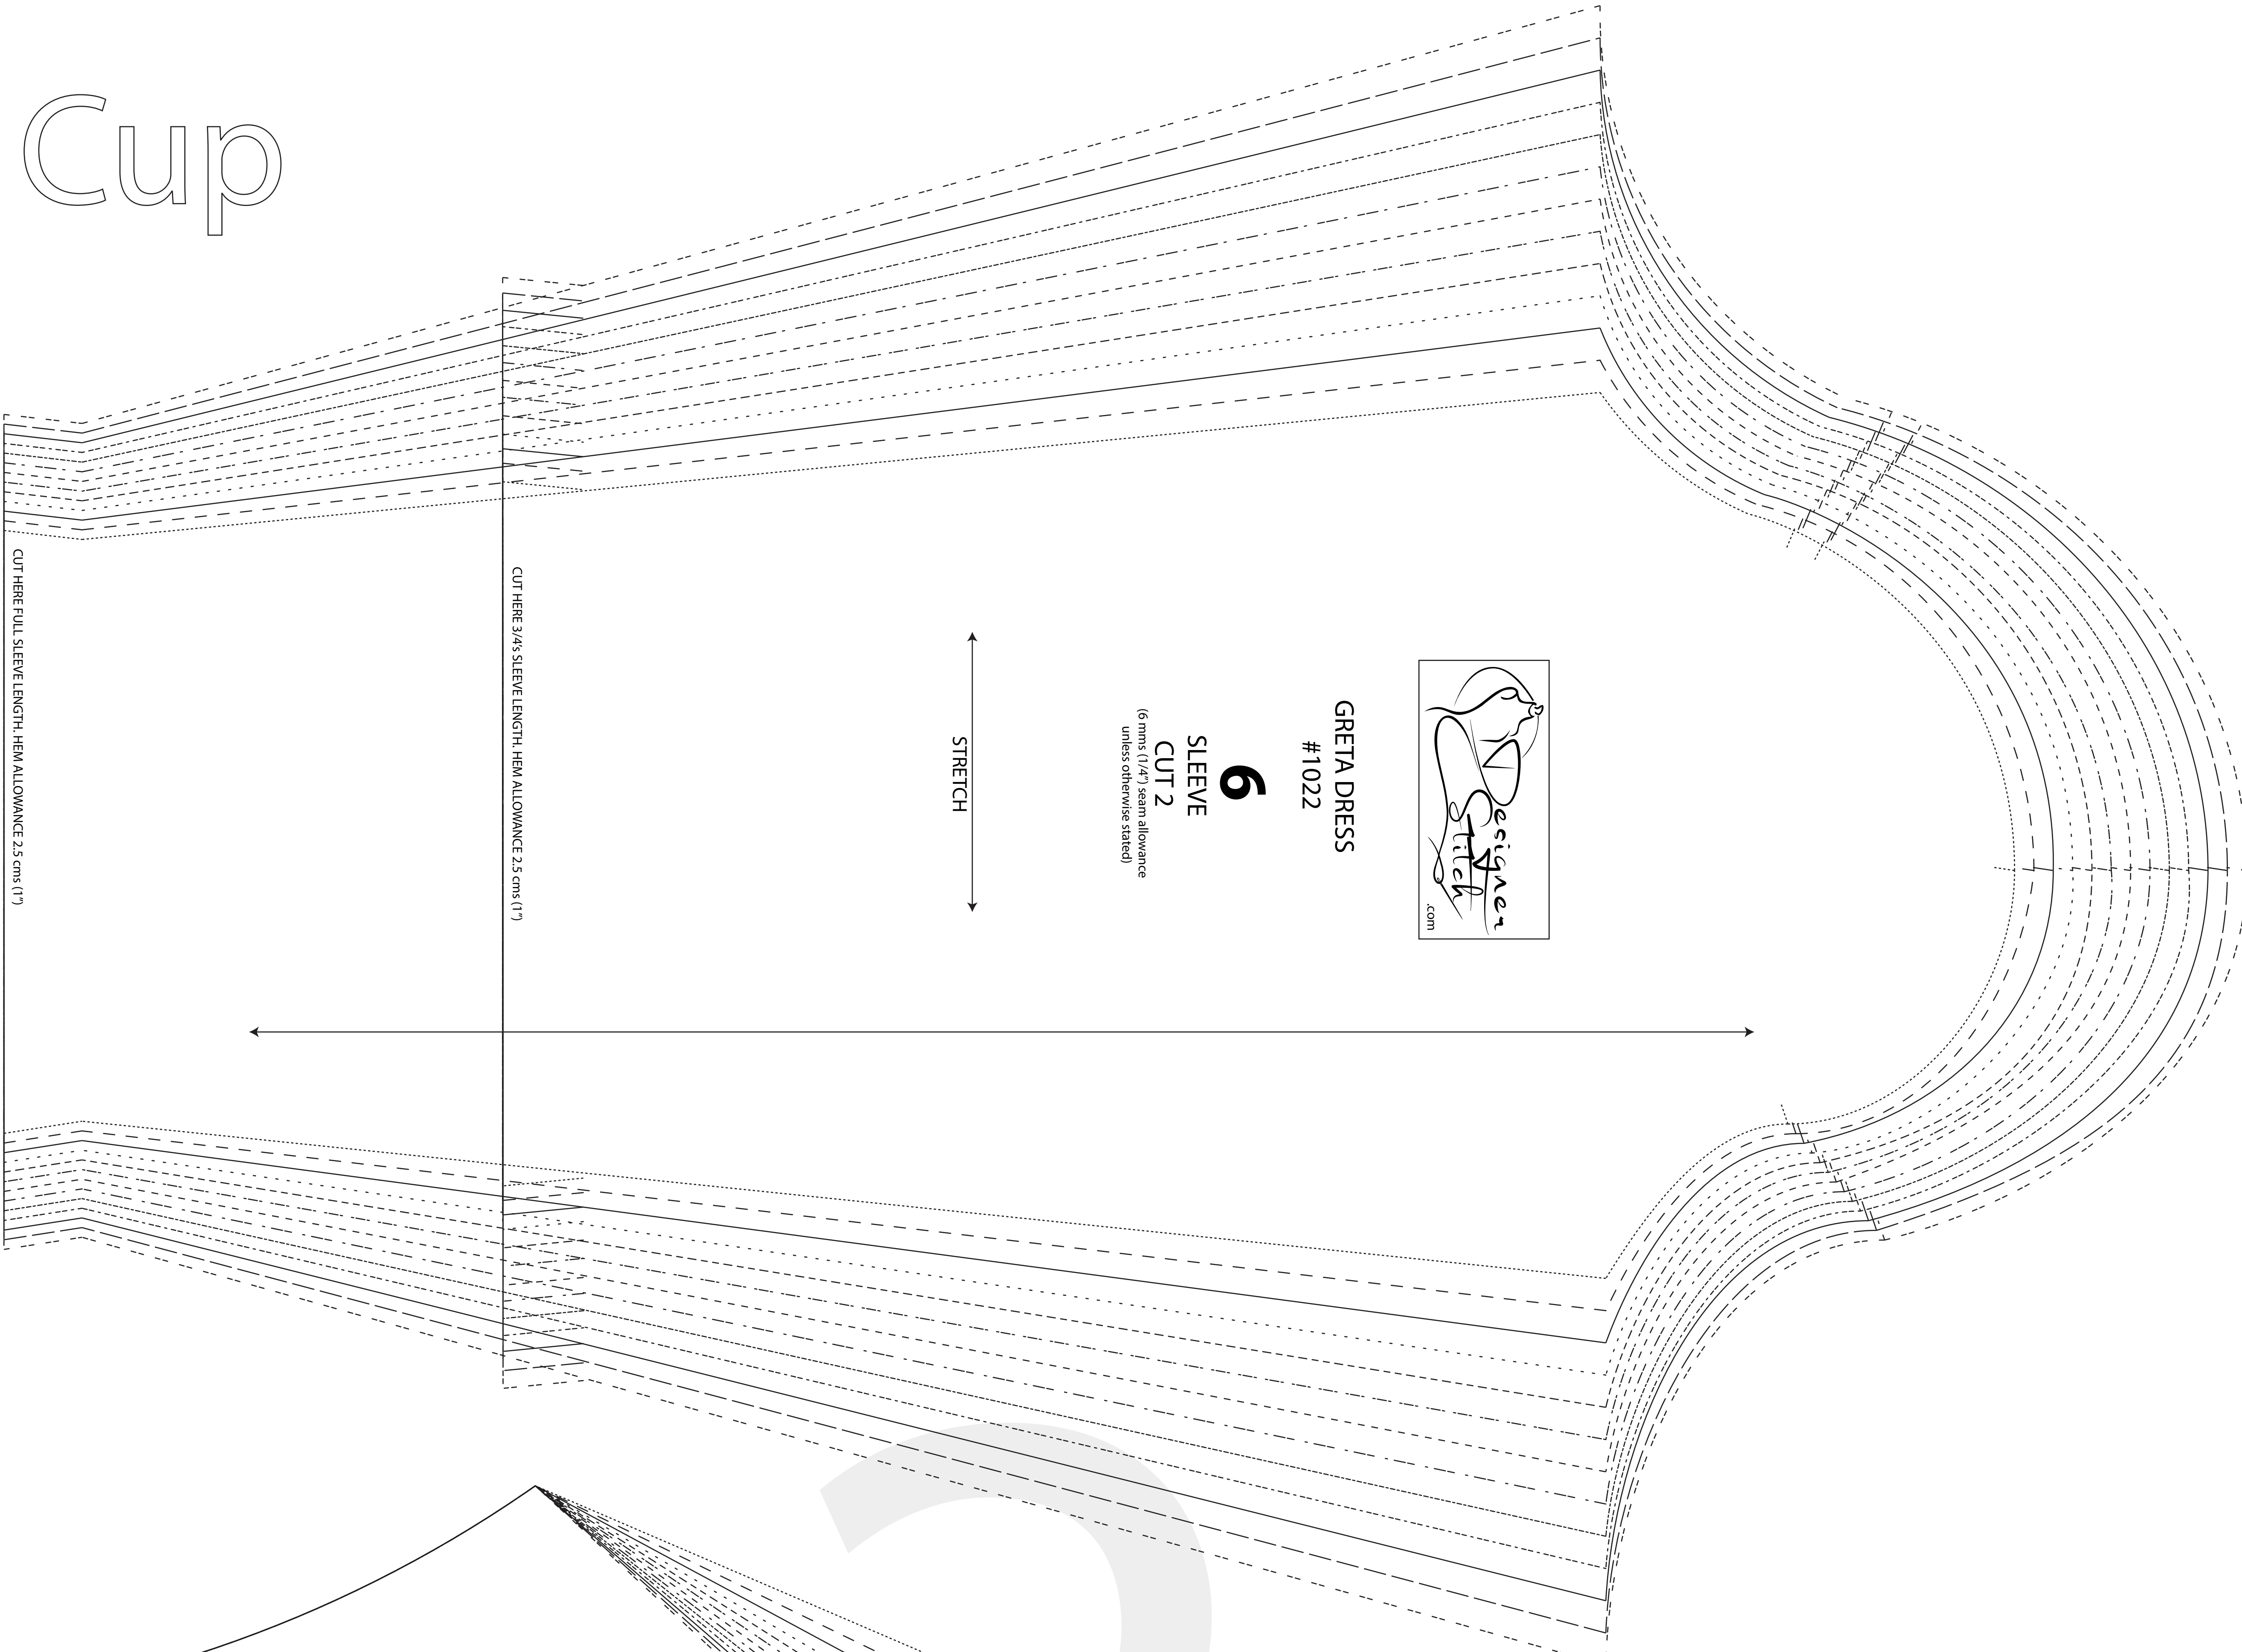 Cup
CUT HERE FULL SLEEVE LENGTH. HEM ALLOWANCE 2.5 cms (1")
CUT HERE 3/4's SLEEVE LENGTH. HEM ALLOWANCE 2.5 cms (1")
Designer
Stitch
.com
GRETA DRESS
#1022
6
SLEEVE
CUT 2
(6 mms (1/4") seam allowance
unless otherwise stated)
STRETCH